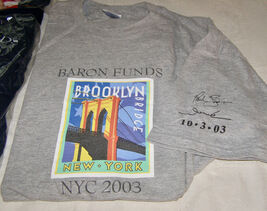 BARON FUNDS
BROOKLYN
BRIDGE
NEW · YORK
NYC 2003
10·3·03